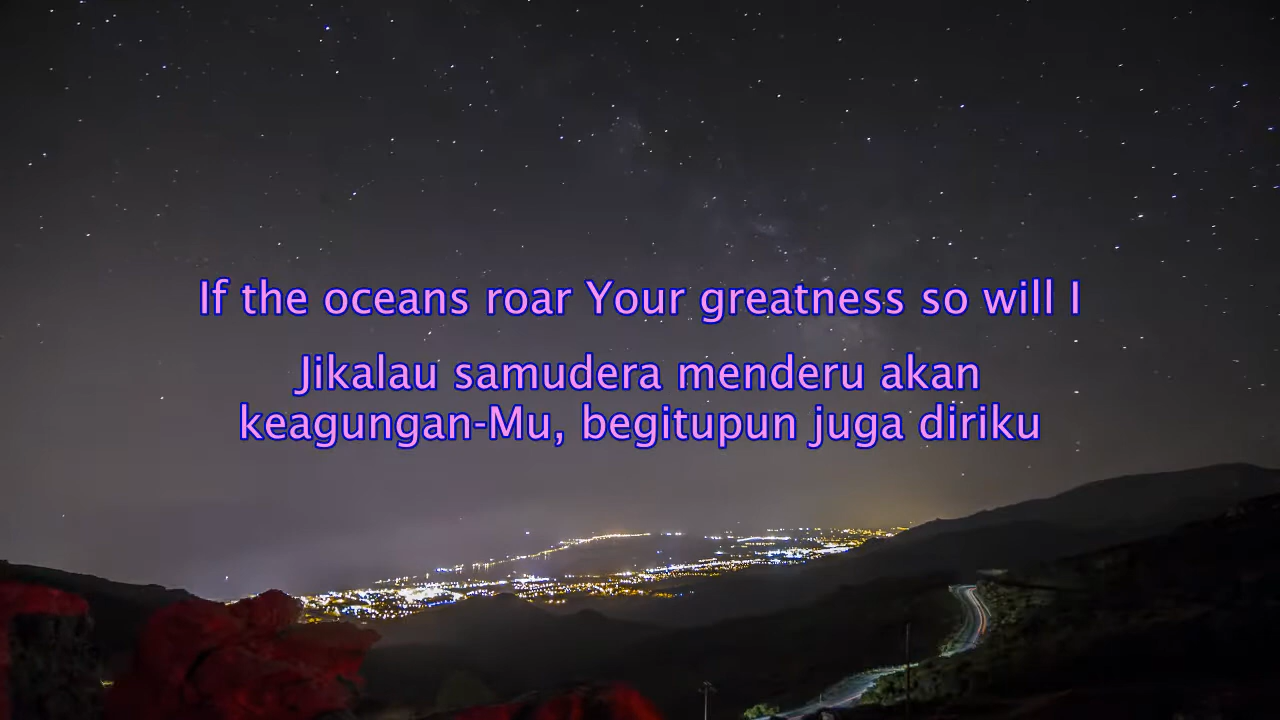 If the oceans roar Your greatness so will I
Jikalau samudera menderu akan
keagungan-Mu, begitupun juga diriku